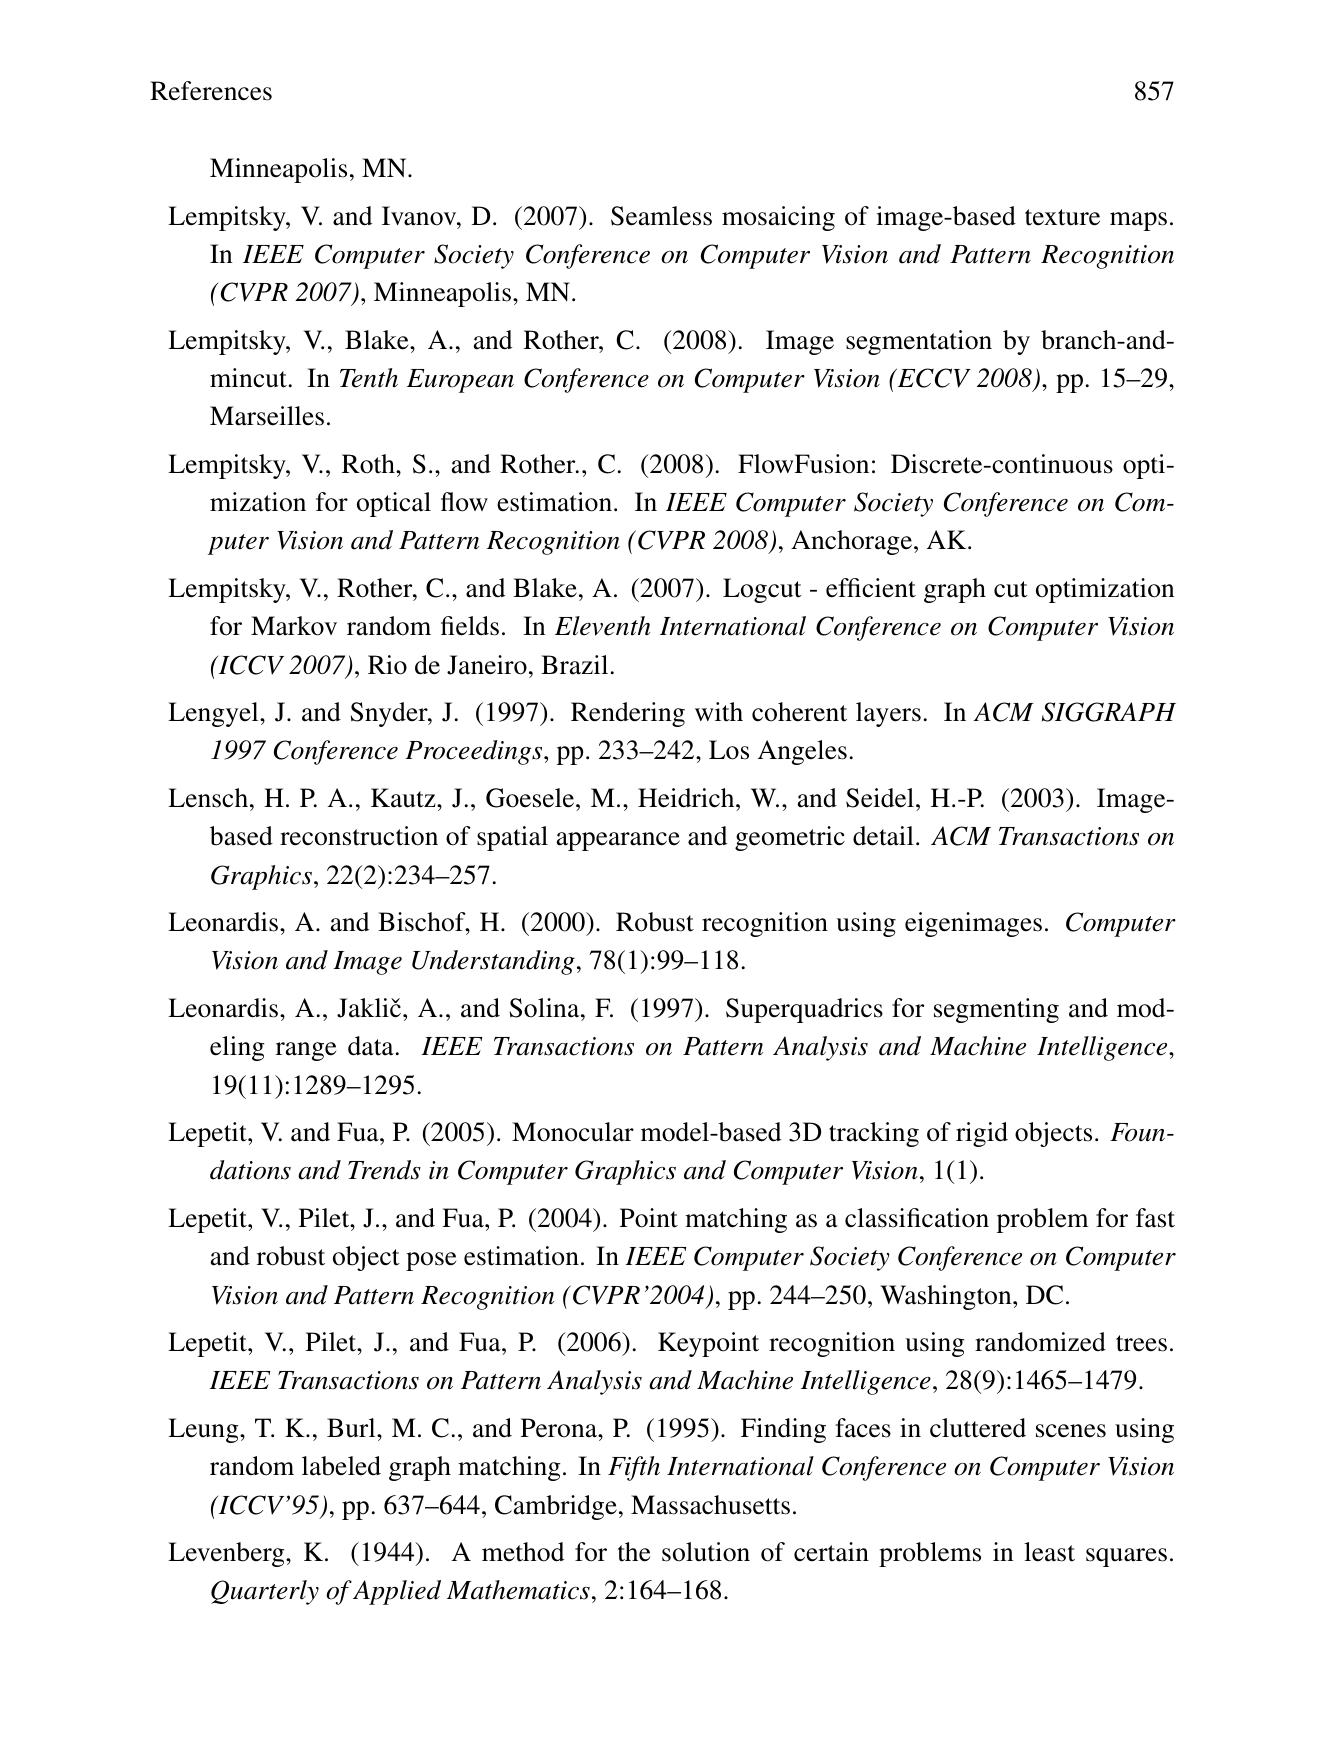 References 857
Minneapolis, MN.
Lempitsky, V. and Ivanov, D. (2007). Seamless mosaicing of image-based texture maps.
In IEEE Computer Society Conference on Computer Vision and Pattern Recognition
(CVPR 2007), Minneapolis, MN.
Lempitsky, V., Blake, A., and Rother, C. (2008). Image segmentation by branch-and-
mincut. In Tenth European Conference on Computer Vision (ECCV 2008), pp. 15–29,
Marseilles.
Lempitsky, V., Roth, S., and Rother., C. (2008). FlowFusion: Discrete-continuous opti-
mization for optical flow estimation. In IEEE Computer Society Conference on Com-
puter Vision and Pattern Recognition (CVPR 2008), Anchorage, AK.
Lempitsky, V., Rother, C., and Blake, A. (2007). Logcut - efficient graph cut optimization
for Markov random fields. In Eleventh International Conference on Computer Vision
(ICCV 2007), Rio de Janeiro, Brazil.
Lengyel, J. and Snyder, J. (1997). Rendering with coherent layers. In ACM SIGGRAPH
1997 Conference Proceedings, pp. 233–242, Los Angeles.
Lensch, H. P. A., Kautz, J., Goesele, M., Heidrich, W., and Seidel, H.-P. (2003). Image-
based reconstruction of spatial appearance and geometric detail. ACM Transactions on
Graphics, 22(2):234–257.
Leonardis, A. and Bischof, H. (2000). Robust recognition using eigenimages. Computer
Vision and Image Understanding, 78(1):99–118.
Leonardis, A., Jaklič, A., and Solina, F. (1997). Superquadrics for segmenting and mod-
eling range data. IEEE Transactions on Pattern Analysis and Machine Intelligence,
19(11):1289–1295.
Lepetit, V. and Fua, P. (2005). Monocular model-based 3D tracking of rigid objects. Foun-
dations and Trends in Computer Graphics and Computer Vision, 1(1).
Lepetit, V., Pilet, J., and Fua, P. (2004). Point matching as a classification problem for fast
and robust object pose estimation. In IEEE Computer Society Conference on Computer
Vision and Pattern Recognition (CVPR’2004), pp. 244–250, Washington, DC.
Lepetit, V., Pilet, J., and Fua, P. (2006). Keypoint recognition using randomized trees.
IEEE Transactions on Pattern Analysis and Machine Intelligence, 28(9):1465–1479.
Leung, T. K., Burl, M. C., and Perona, P. (1995). Finding faces in cluttered scenes using
random labeled graph matching. In Fifth International Conference on Computer Vision
(ICCV’95), pp. 637–644, Cambridge, Massachusetts.
Levenberg, K. (1944). A method for the solution of certain problems in least squares.
Quarterly of Applied Mathematics, 2:164–168.